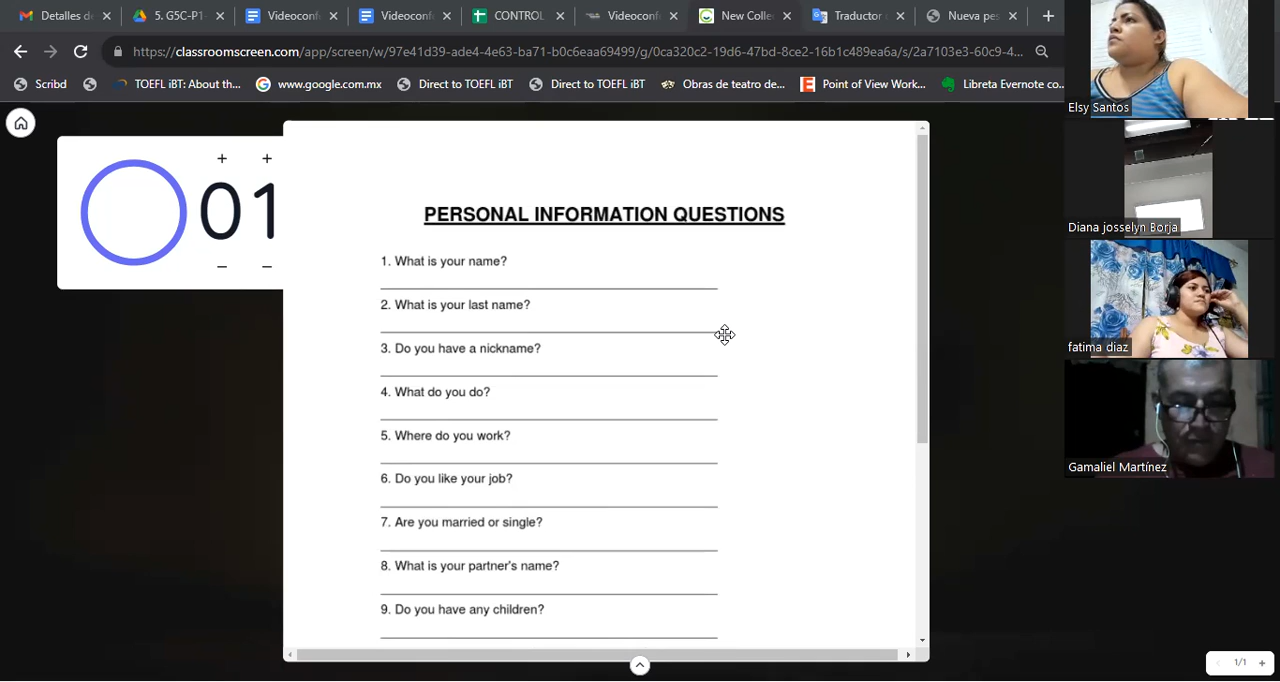 Detalles de
5. G5C-P1-
Videoconf
Videoconf
CONTROL
Videoconf
New Colle
Traductor
Nueva pes
https://classroomscreen.com/app/screen/w/97e41d39-ade4-4e63-ba71-b0c6eaa69499/g/0ca320c2-19d6-47bd-8ce2-16b1c489ea6a/s/2a7103e3-60c9-4...
Scribd
TOEFL iBT: About th...
www.google.com.mx
Direct to TOEFL iBT
Direct to TOEFL iBT
Obras de teatro de...
Point of View Work...
Libreta Evernote co...
Elsy Santos
Diana josselyn Borja
fatima diaz
Gamaliel Martínez
+ +
01
− −
PERSONAL INFORMATION QUESTIONS
1. What is your name?
2. What is your last name?
3. Do you have a nickname?
4. What do you do?
5. Where do you work?
6. Do you like your job?
7. Are you married or single?
8. What is your partner's name?
9. Do you have any children?
1/1 +